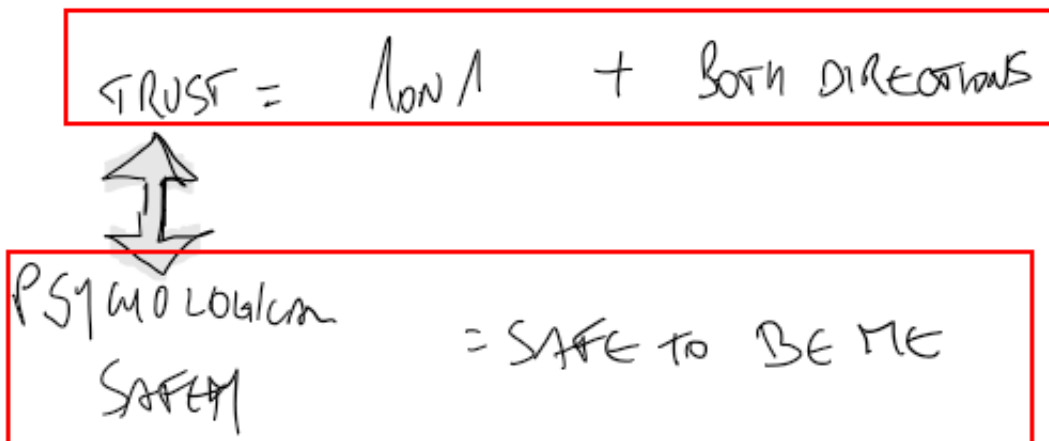 TRUST = 1 ON 1 + BOTH DIRECTIONS
PSYCHOLOGICAL
SAFETY = SAFE TO BE ME